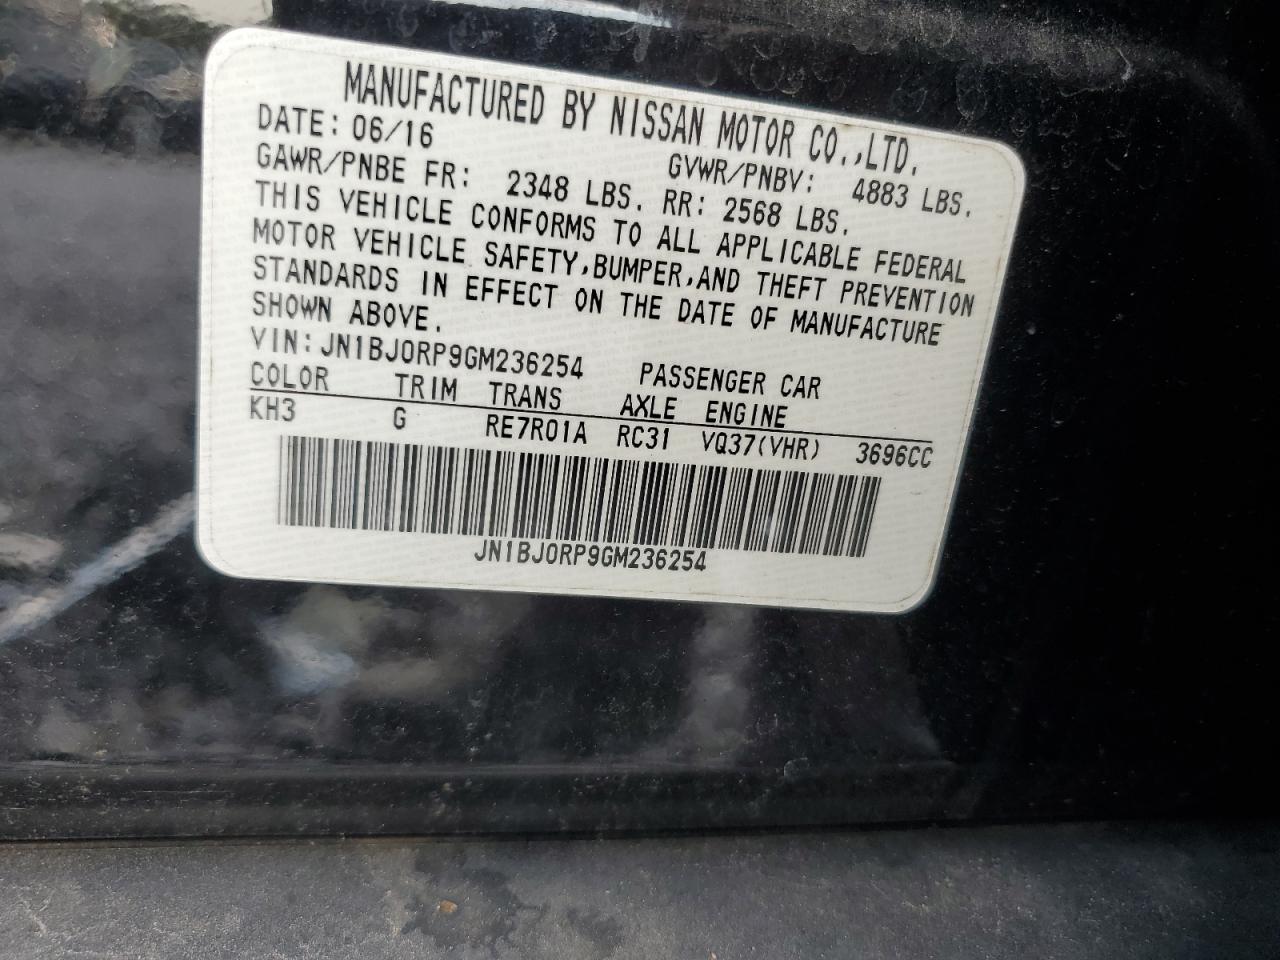 MANUFACTURED BY NISSAN MOTOR CO.,LTD.
DATE: 06/16 GVWR/PNBV: 4883 LBS.
GAWR/PNBE FR: 2348 LBS. RR: 2568 LBS.
THIS VEHICLE CONFORMS TO ALL APPLICABLE FEDERAL
MOTOR VEHICLE SAFETY,BUMPER,AND THEFT PREVENTION
STANDARDS IN EFFECT ON THE DATE OF MANUFACTURE
SHOWN ABOVE.
VIN: JN1BJ0RP9GM236254 PASSENGER CAR
COLOR TRIM TRANS AXLE ENGINE
KH3 G RE7R01A RC31 VQ37(VHR) 3696CC
JN1BJ0RP9GM236254